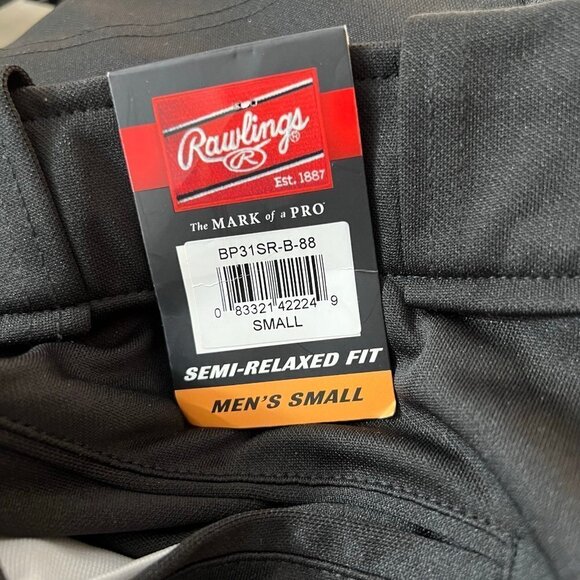 Rawlings®
R
Est. 1887
The MARK of a PRO
BP31SR-B-88
0 83321 42224 9
SMALL
SEMI-RELAXED FIT
MEN'S SMALL